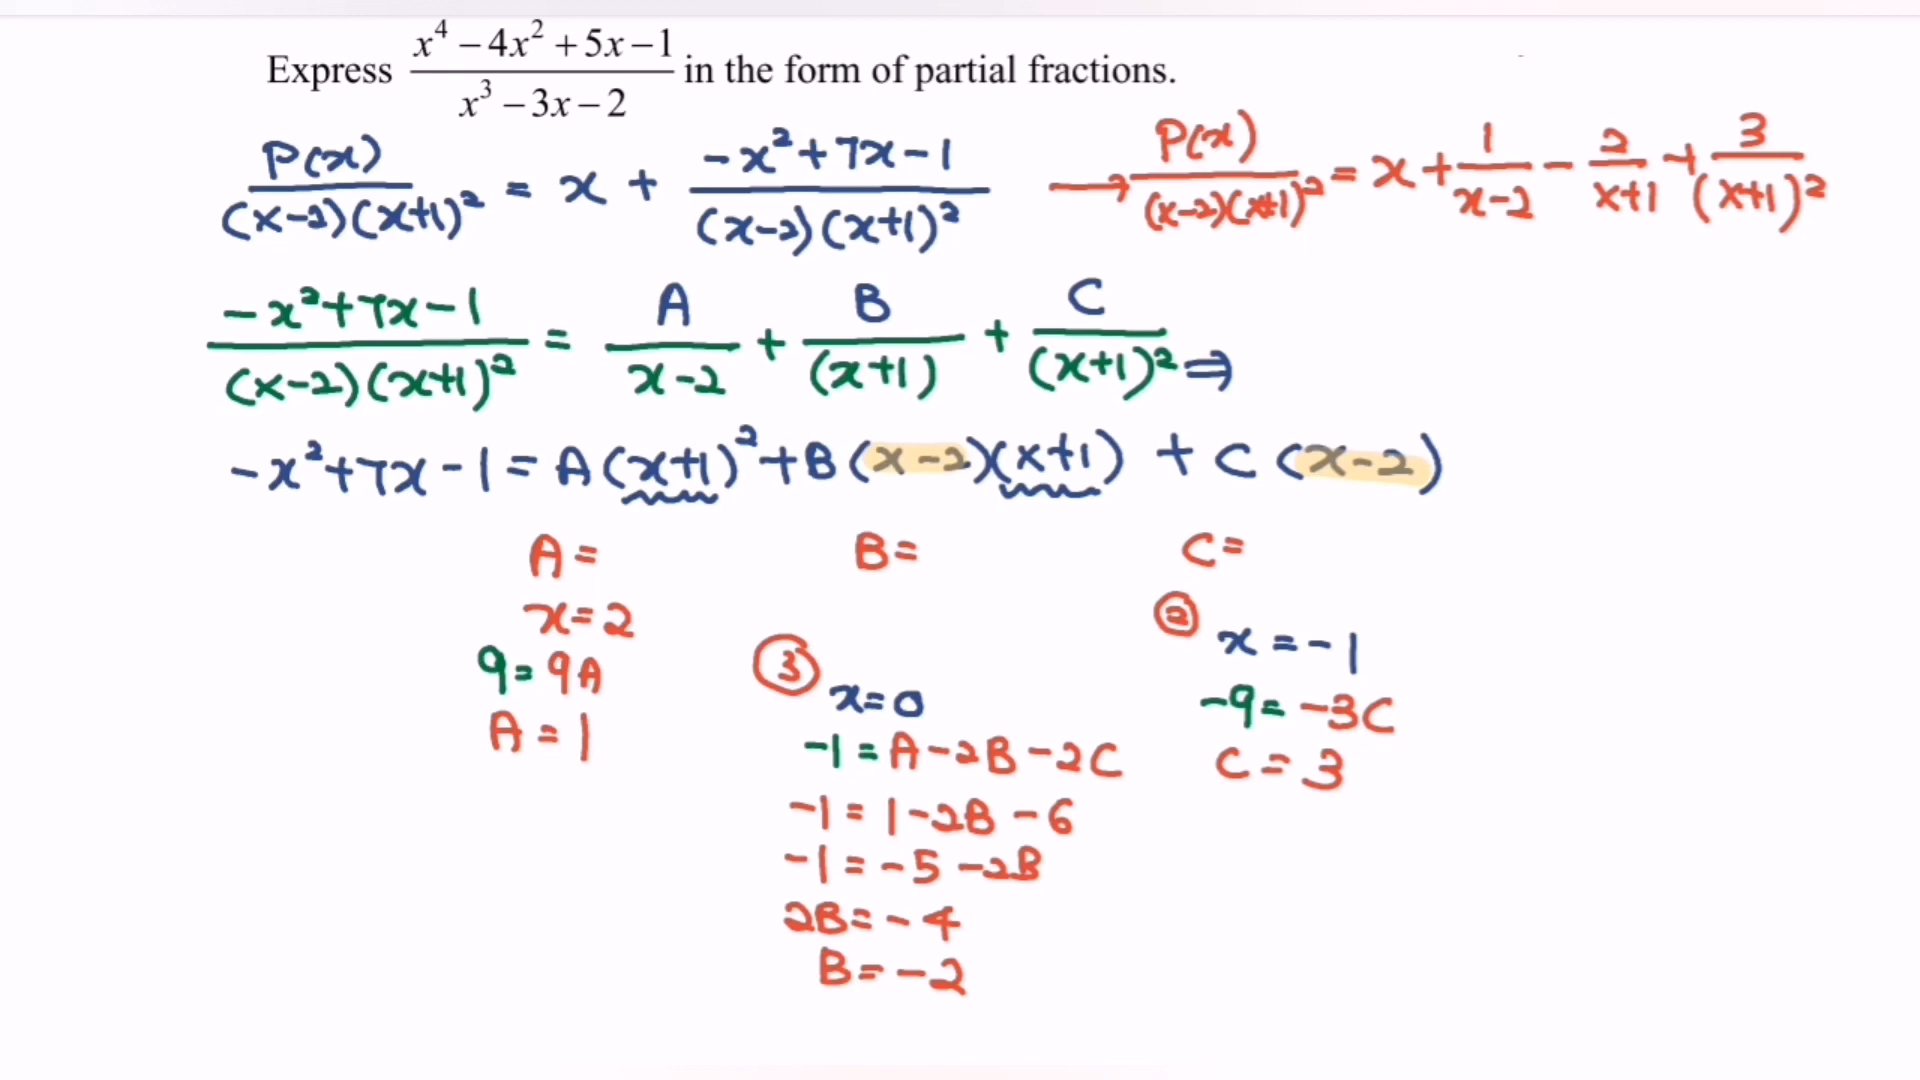 Express (x⁴ − 4x² + 5x − 1)/(x³ − 3x − 2) in the form of partial fractions.
P(x)/((x−2)(x+1)²) = x + (−x²+7x−1)/((x−2)(x+1)²) → P(x)/((x−2)(x+1)²) = x + 1/(x−2) − 2/(x+1) + 3/(x+1)²
(−x²+7x−1)/((x−2)(x+1)²) = A/(x−2) + B/(x+1) + C/(x+1)² ⇒
−x²+7x−1 = A(x+1)² + B(x−2)(x+1) + C(x−2)
A=
x=2
9=9A
A=1
B=
③
x=0
−1=A−2B−2C
−1=1−2B−6
−1=−5−2B
2B=−4
B=−2
C=
②
x=−1
−9=−3C
C=3